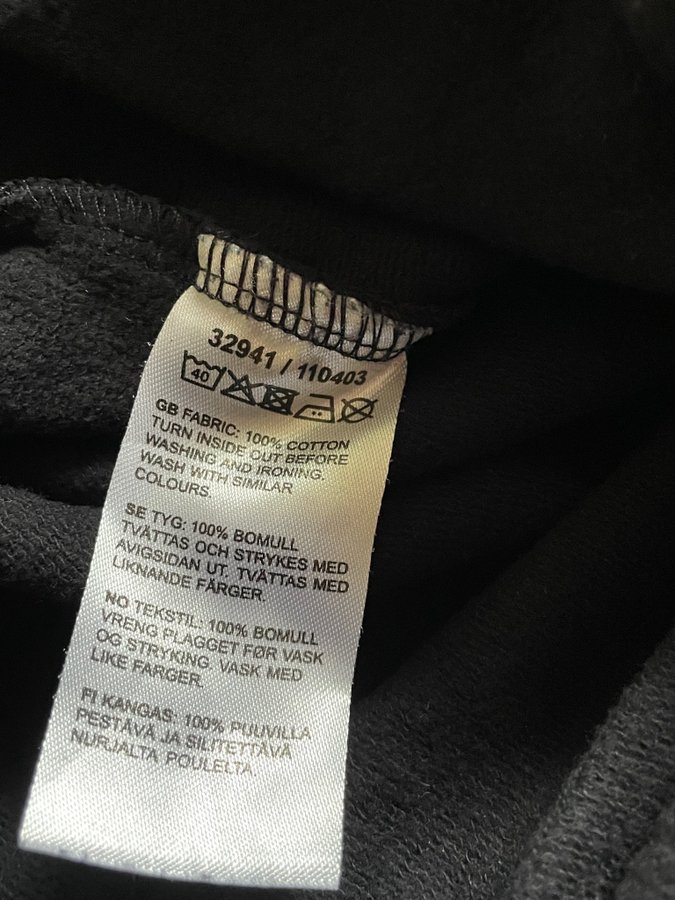 32941 / 110403
40
GB FABRIC: 100% COTTON
TURN INSIDE OUT BEFORE
WASHING AND IRONING.
WASH WITH SIMILAR
COLOURS.
SE TYG: 100% BOMULL
TVÄTTAS OCH STRYKES MED
AVIGSIDAN UT. TVÄTTAS MED
LIKNANDE FÄRGER.
NO TEKSTIL: 100% BOMULL
VRENG PLAGGET FØR VASK
OG STRYKING. VASK MED
LIKE FARGER.
FI KANGAS: 100% PUUVILLA
PESTÄVÄ JA SILITETTÄVÄ
NURJALTA POULELTA.